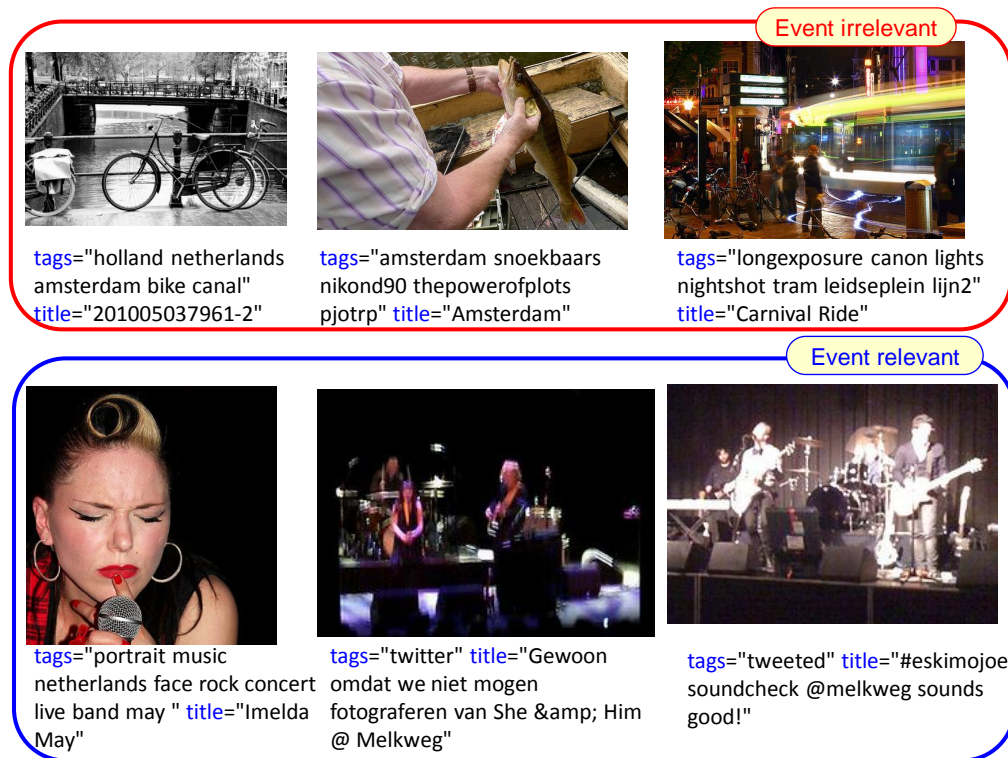 Event irrelevant
tags="holland netherlands
amsterdam bike canal"
title="201005037961-2"
tags="amsterdam snoekbaars
nikond90 thepowerofplots
pjotrp" title="Amsterdam"
tags="longexposure canon lights
nightshot tram leidseplein lijn2"
title="Carnival Ride"
Event relevant
tags="portrait music
netherlands face rock concert
live band may " title="Imelda
May"
tags="twitter" title="Gewoon
omdat we niet mogen
fotograferen van She &amp; Him
@ Melkweg"
tags="tweeted" title="#eskimojoe
soundcheck @melkweg sounds
good!"